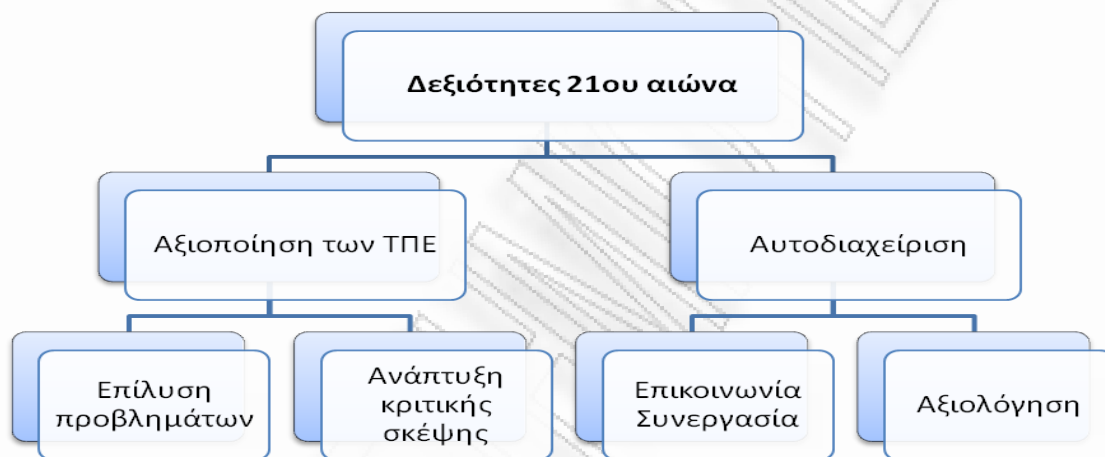 Δεξιότητες 21ου αιώνα
Αξιοποίηση των ΤΠΕ
Αυτοδιαχείριση
Επίλυση
προβλημάτων
Ανάπτυξη
κριτικής
σκέψης
Επικοινωνία
Συνεργασία
Αξιολόγηση